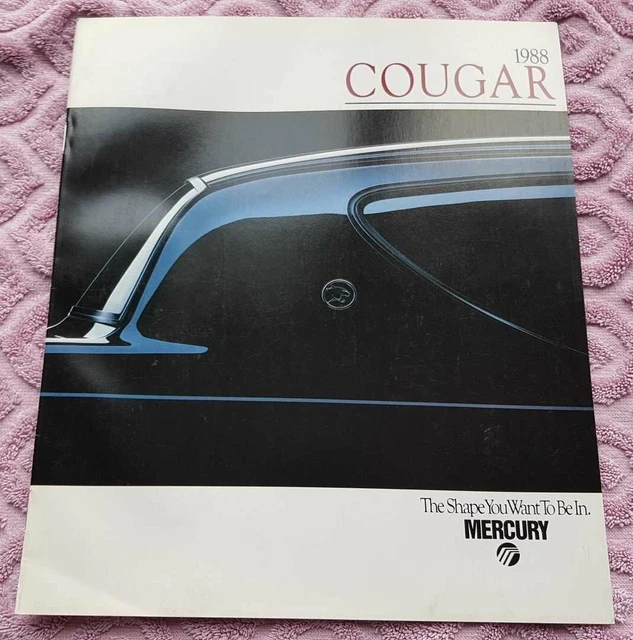 1988
COUGAR
The Shape You Want To Be In.
MERCURY